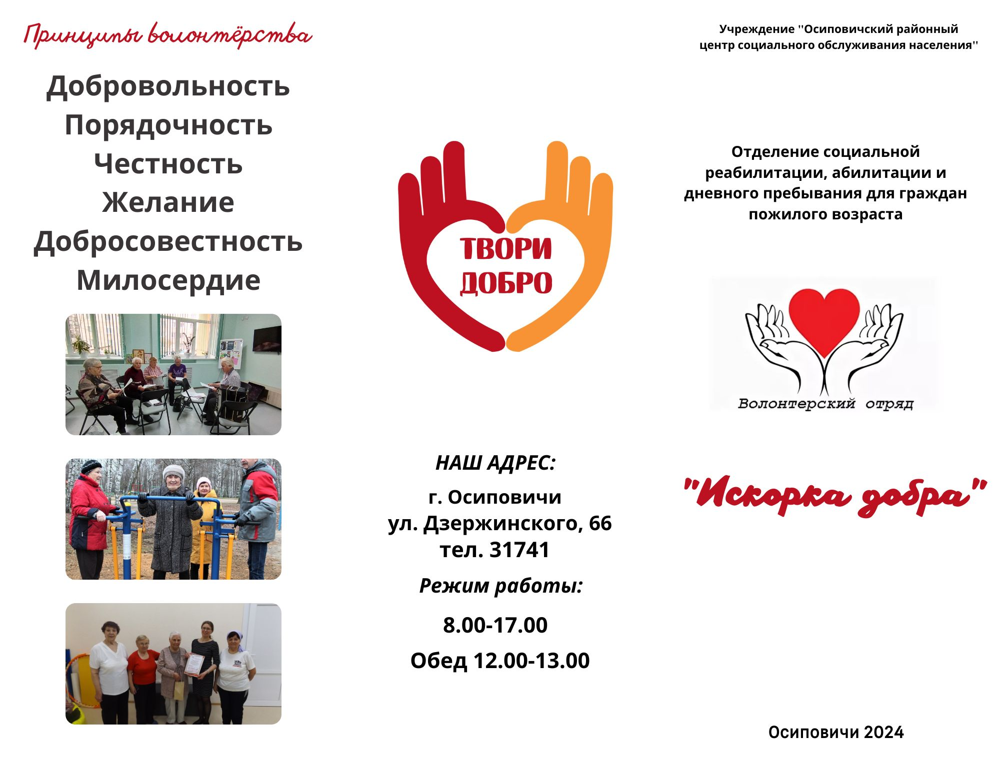 Принципы волонтёрства
Добровольность
Порядочность
Честность
Желание
Добросовестность
Милосердие
ТВОРИ
ДОБРО
НАШ АДРЕС:
г. Осиповичи
ул. Дзержинского, 66
тел. 31741
Режим работы:
8.00-17.00
Обед 12.00-13.00
Учреждение "Осиповичский районный
центр социального обслуживания населения"
Отделение социальной
реабилитации, абилитации и
дневного пребывания для граждан
пожилого возраста
Волонтерский отряд
"Искорка добра"
Осиповичи 2024